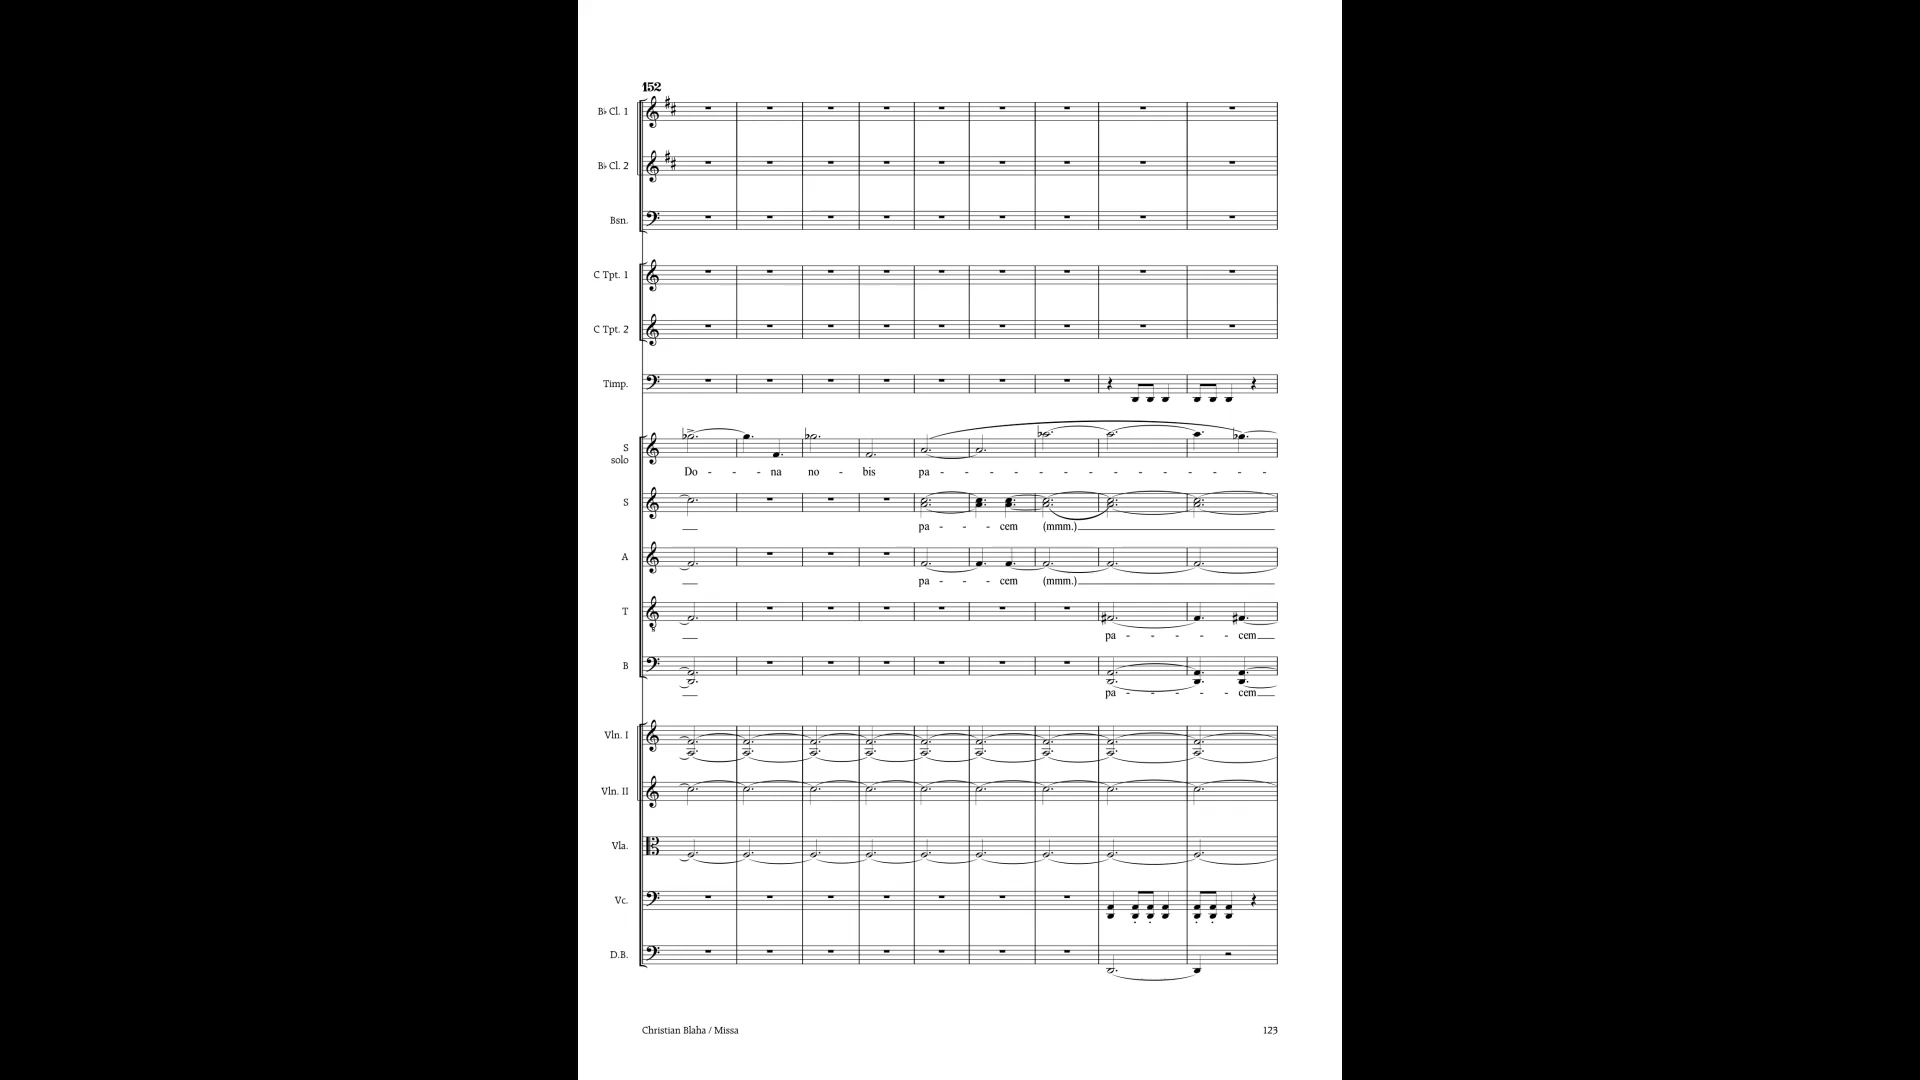 152
B♭ Cl. 1
B♭ Cl. 2
Bsn.
C Tpt. 1
C Tpt. 2
Timp.
S
solo
Do - - na no - bis pa - - - - - - - - - - - - - -
S
pa - - - cem (mmm.)
A
pa - - - cem (mmm.)
T
pa - - - - cem
B
pa - - - - cem
Vln. I
Vln. II
Vla.
Vc.
D.B.
Christian Blaha / Missa 123